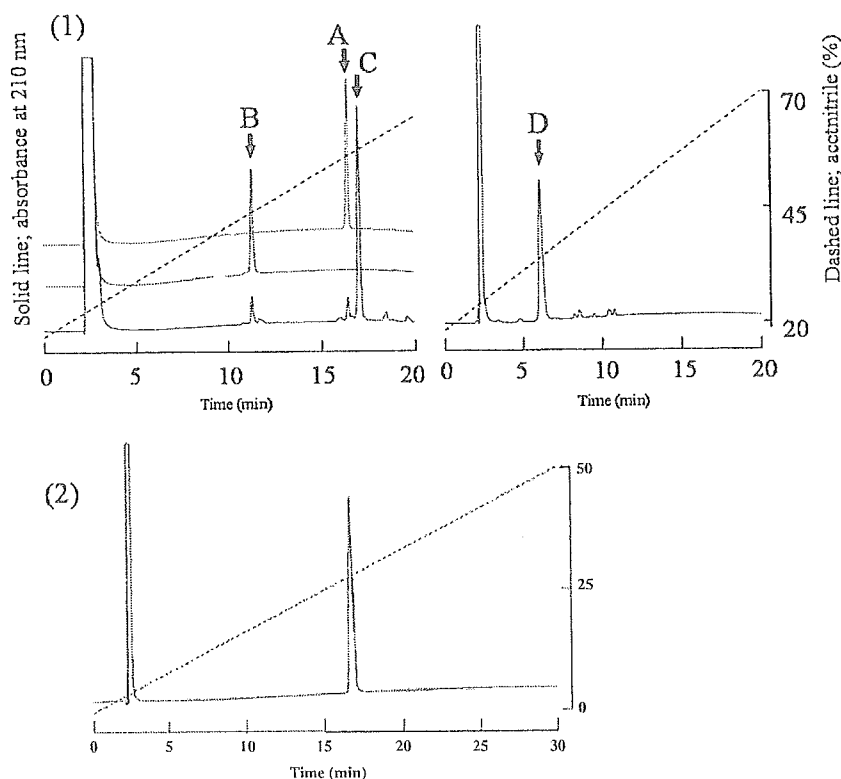 (1)
Solid line; absorbance at 210 nm
A
C
B
0 5 10 15 20
Time (min)
D
0 5 10 15 20
Time (min)
70
45
20
Dashed line; acctnitrile (%)
(2)
50
25
0
0 5 10 15 20 25 30
Time (min)